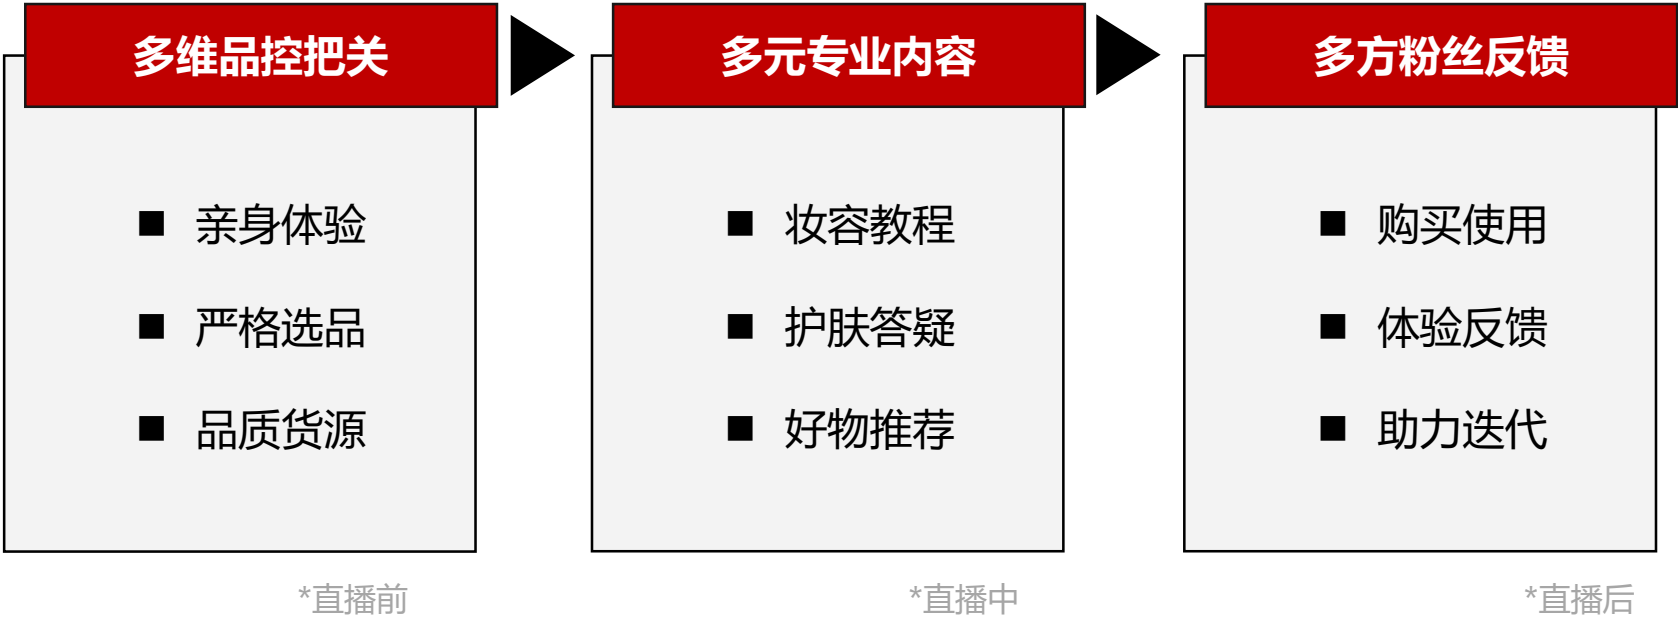 多维品控把关
亲身体验
严格选品
品质货源
*直播前
多元专业内容
妆容教程
护肤答疑
好物推荐
*直播中
多方粉丝反馈
购买使用
体验反馈
助力迭代
*直播后